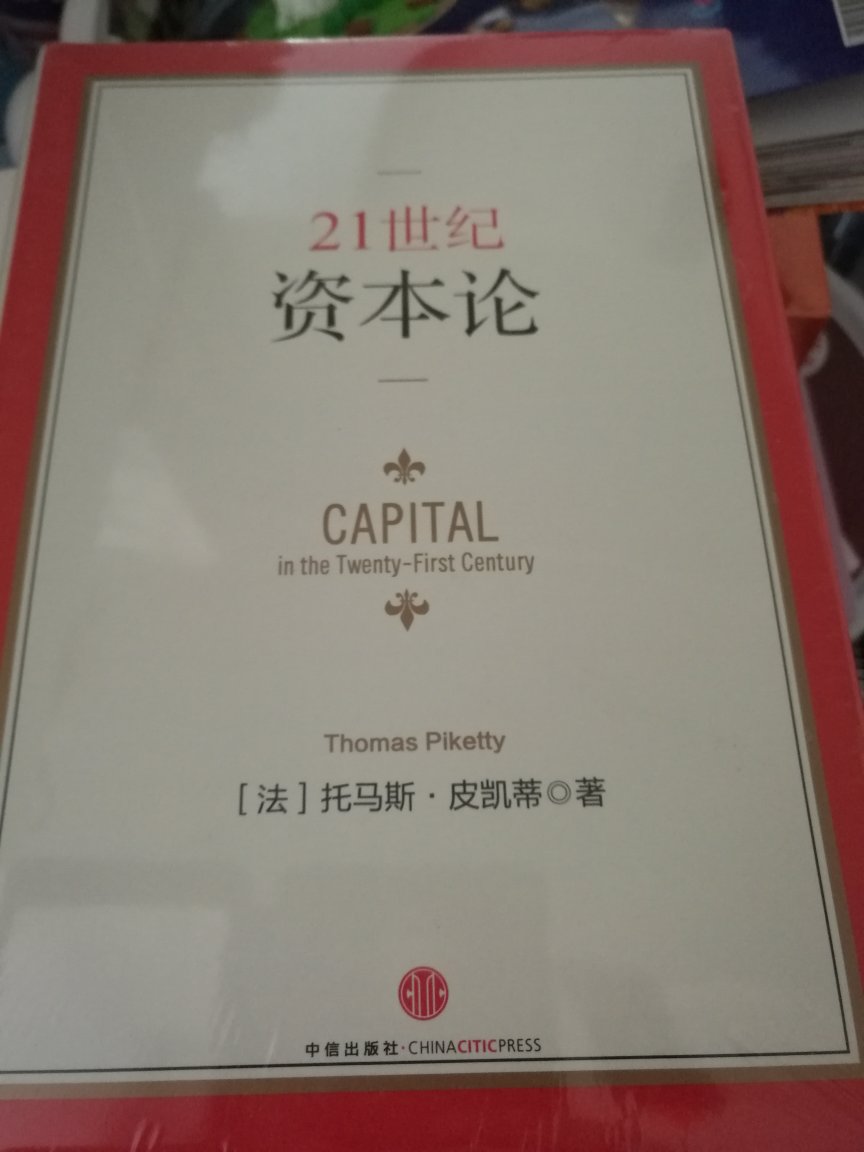 21世纪
资本论
CAPITAL
in the Twenty-First Century
Thomas Piketty
[法]托马斯·皮凯蒂◎著
中信出版社·CHINACITICPRESS